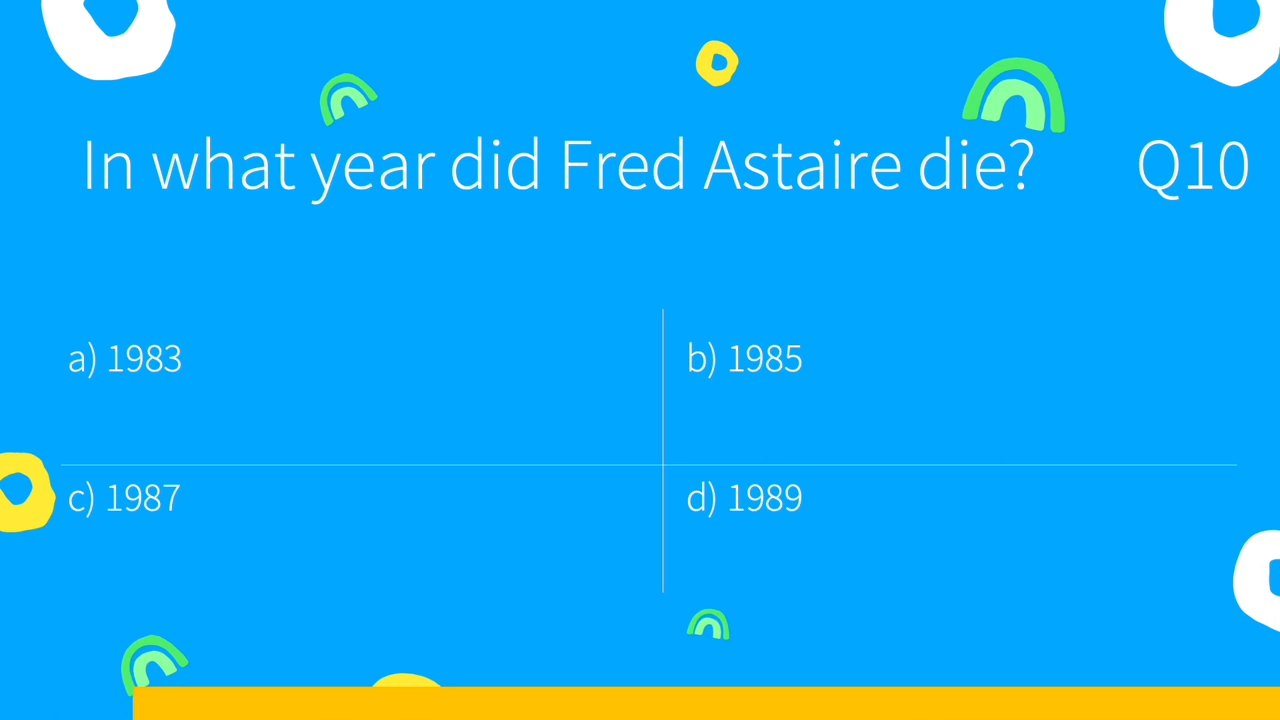 In what year did Fred Astaire die? Q10
a) 1983
b) 1985
c) 1987
d) 1989